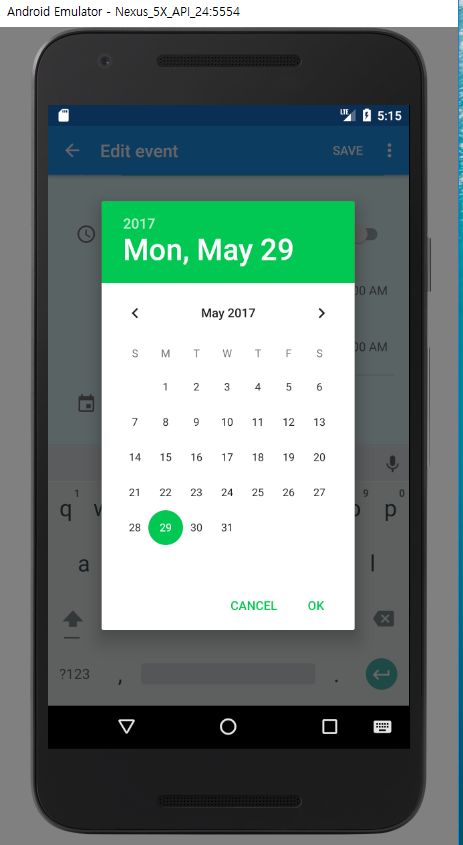 Android Emulator - Nexus_5X_API_24:5554
LTE 5:15
Edit event SAVE
2017
Mon, May 29
00 AM
May 2017
00 AM
S M T W T F S
1 2 3 4 5 6
7 8 9 10 11 12 13
14 15 16 17 18 19 20
21 22 23 24 25 26 27
28 29 30 31
CANCEL OK
1 9 0
q w o p
a l
?123 , .